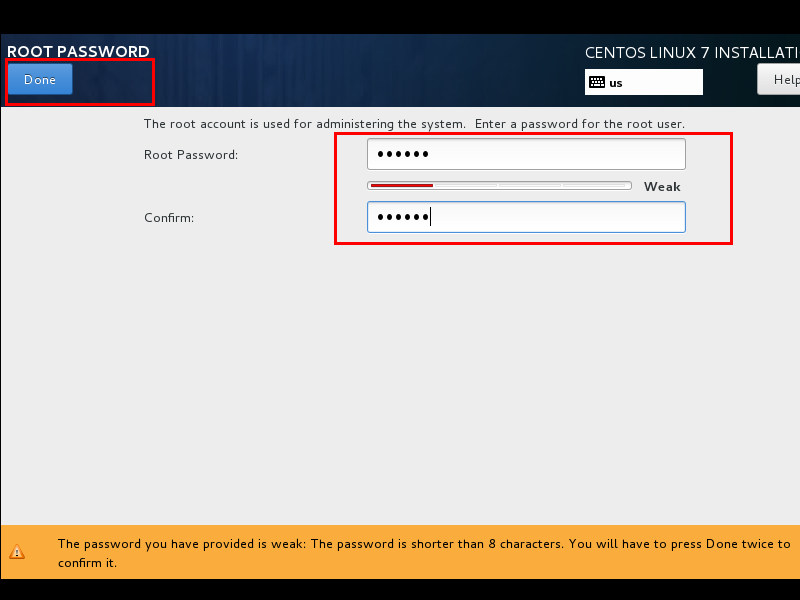 ROOT PASSWORD
CENTOS LINUX 7 INSTALLATI
Done
us
Help
The root account is used for administering the system. Enter a password for the root user.
Root Password:
●●●●●●
Weak
Confirm:
●●●●●●
The password you have provided is weak: The password is shorter than 8 characters. You will have to press Done twice to
confirm it.